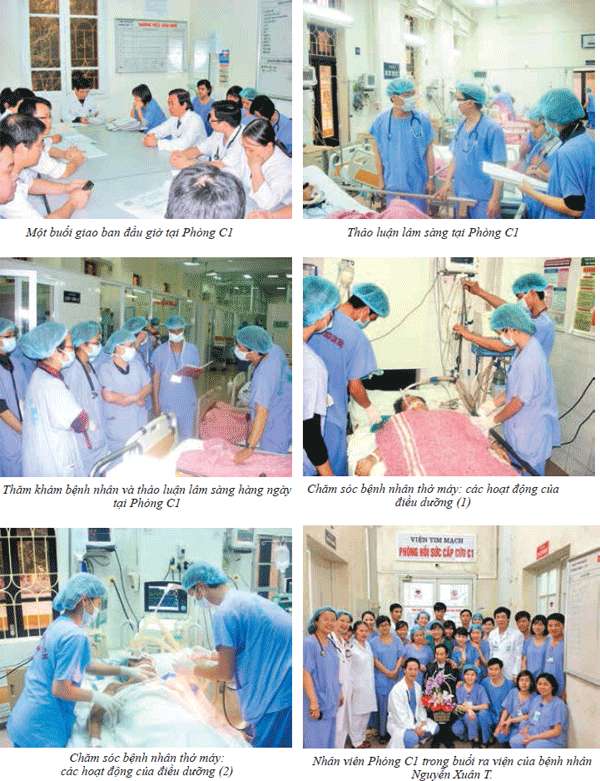 Một buổi giao ban đầu giờ tại Phòng C1
Thảo luận lâm sàng tại Phòng C1
Thăm khám bệnh nhân và thảo luận lâm sàng hàng ngày
tại Phòng C1
Chăm sóc bệnh nhân thở máy: các hoạt động của
điều dưỡng (1)
VIỆN TIM MẠCH
PHÒNG HỒI SỨC CẤP CỨU C1
Chăm sóc bệnh nhân thở máy:
các hoạt động của điều dưỡng (2)
Nhân viên Phòng C1 trong buổi ra viện của bệnh nhân
Nguyễn Xuân T.